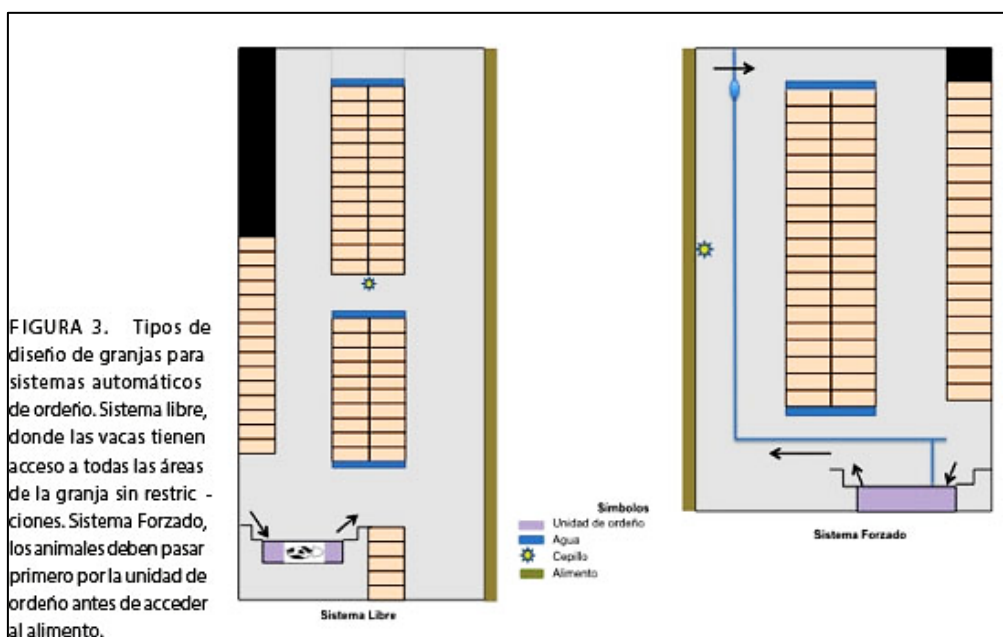 FIGURA 3. Tipos de
diseño de granjas para
sistemas automáticos
de ordeño. Sistema libre,
donde las vacas tienen
acceso a todas las áreas
de la granja sin restric -
ciones. Sistema Forzado,
los animales deben pasar
primero por la unidad de
ordeño antes de acceder
al alimento.
Sistema Libre
Símbolos
Unidad de ordeño
Agua
Cepillo
Alimento
Sistema Forzado